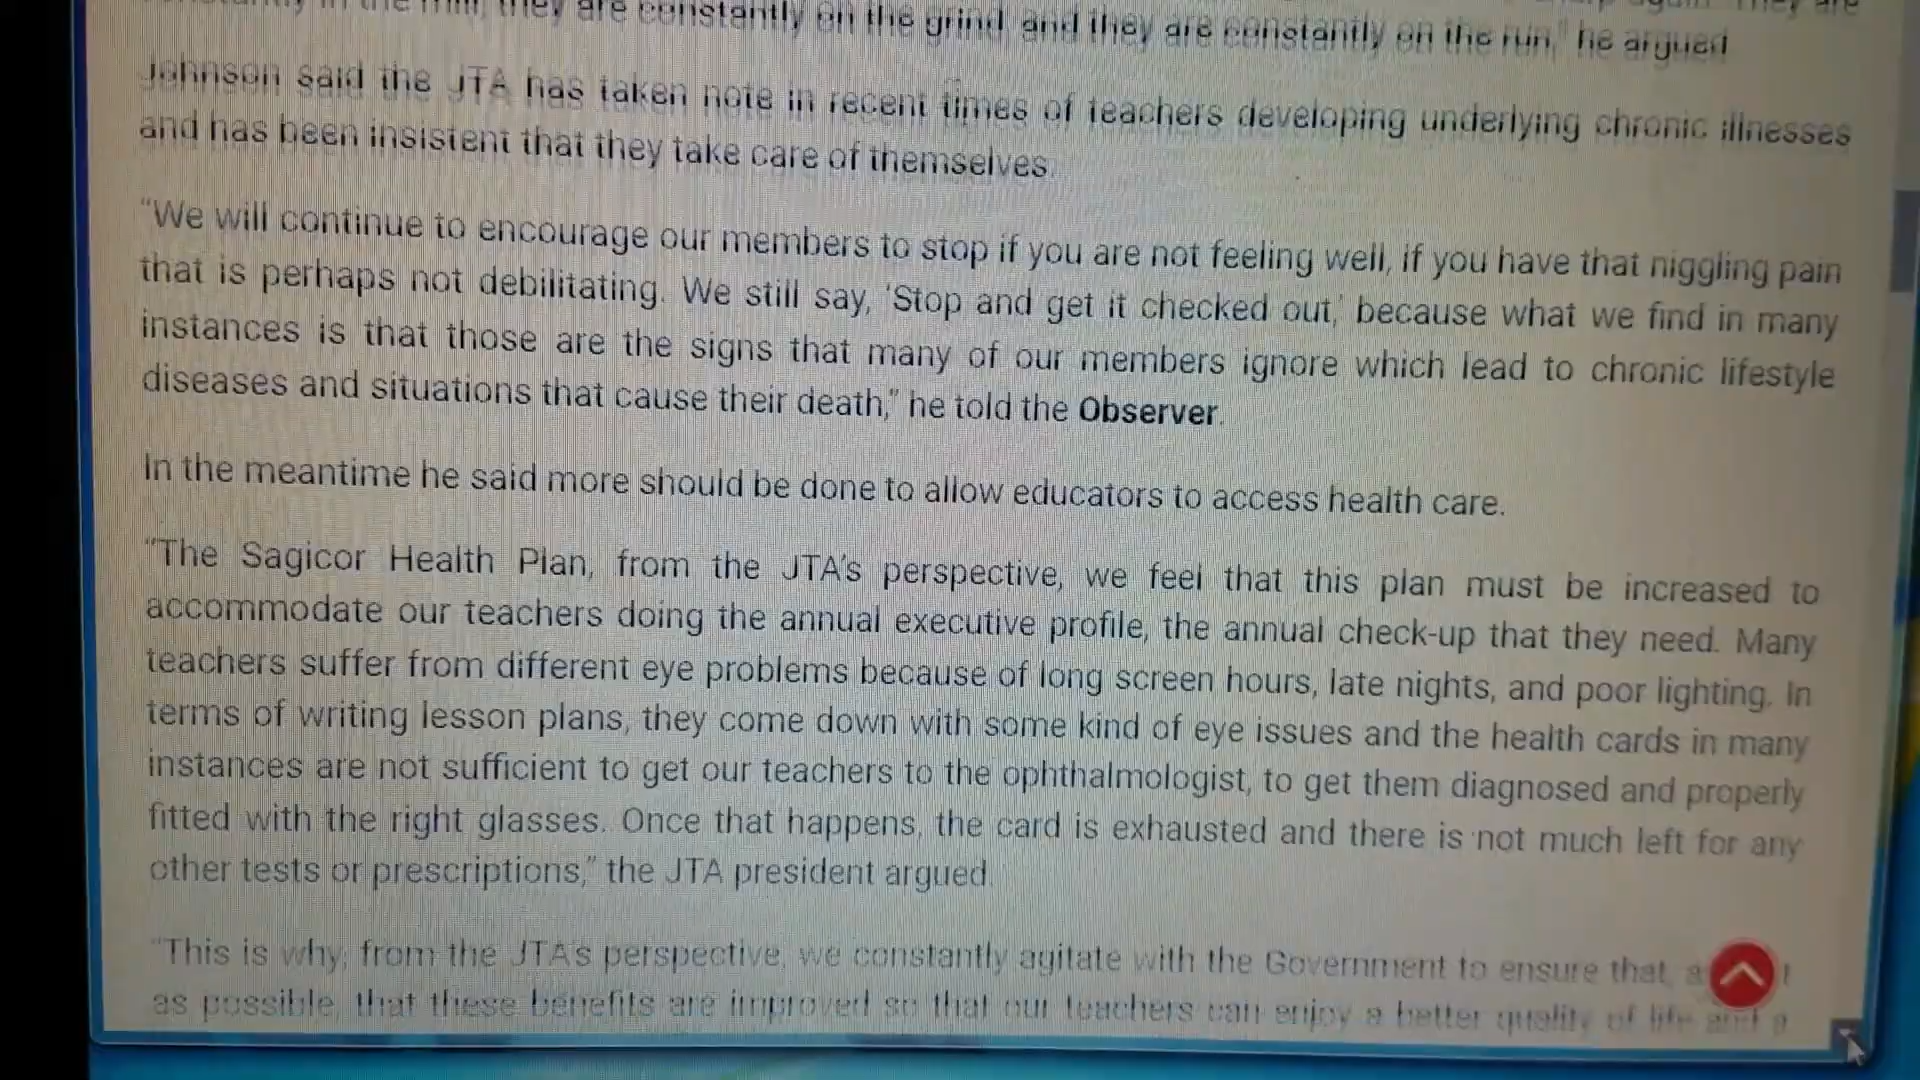 they are constantly on the grind and they are constantly on the run," he argued
Johnson said the JTA has taken note in recent times of teachers developing underlying chronic illnesses
and has been insistent that they take care of themselves.
"We will continue to encourage our members to stop if you are not feeling well, if you have that niggling pain
that is perhaps not debilitating. We still say, 'Stop and get it checked out,' because what we find in many
instances is that those are the signs that many of our members ignore which lead to chronic lifestyle
diseases and situations that cause their death," he told the Observer.
In the meantime he said more should be done to allow educators to access health care.
"The Sagicor Health Plan, from the JTA's perspective, we feel that this plan must be increased to
accommodate our teachers doing the annual executive profile, the annual check-up that they need. Many
teachers suffer from different eye problems because of long screen hours, late nights, and poor lighting. In
terms of writing lesson plans, they come down with some kind of eye issues and the health cards in many
instances are not sufficient to get our teachers to the ophthalmologist, to get them diagnosed and properly
fitted with the right glasses. Once that happens, the card is exhausted and there is not much left for any
other tests or prescriptions," the JTA president argued.
"This is why, from the JTA's perspective, we constantly agitate with the Government to ensure that,
as possible, that these benefits are improved so that our teachers can enjoy a better quality of life and a